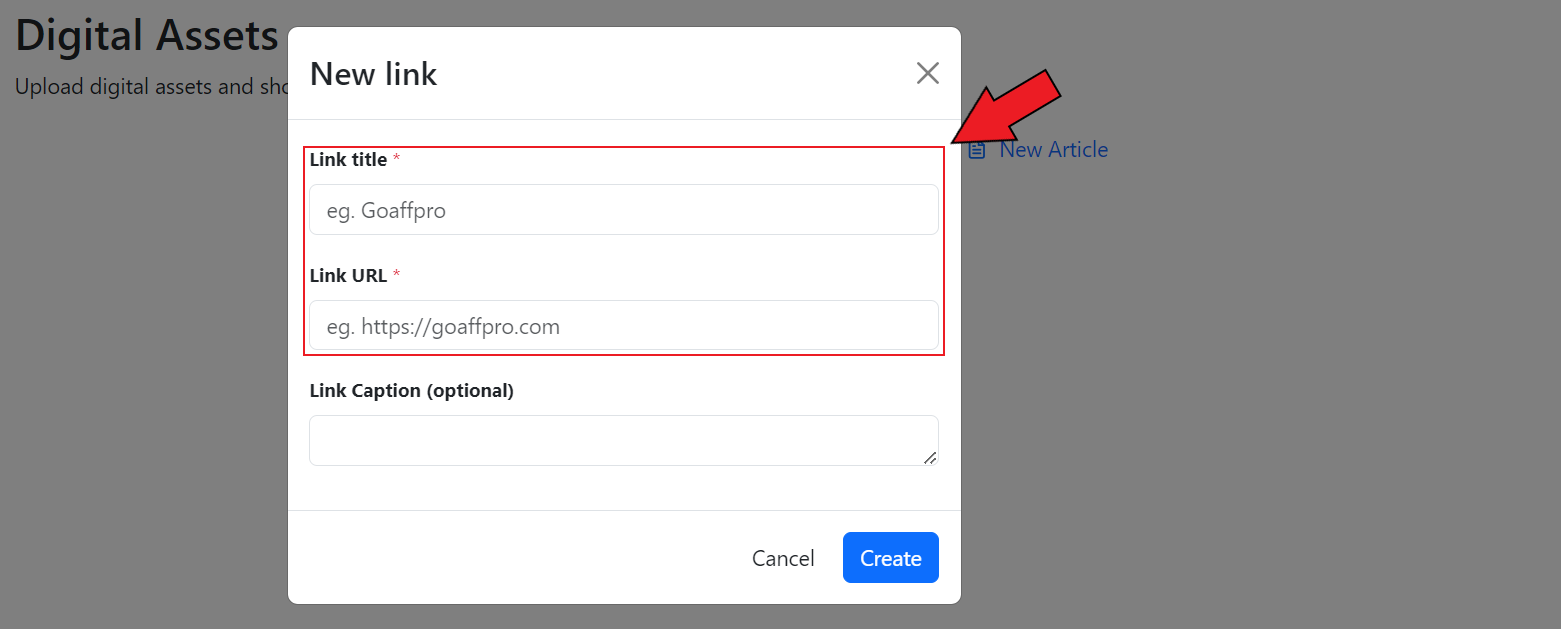 Digital Assets
Upload digital assets and
New Article
New link
Link title *
eg. Goaffpro
Link URL *
eg. https://goaffpro.com
Link Caption (optional)
Cancel
Create